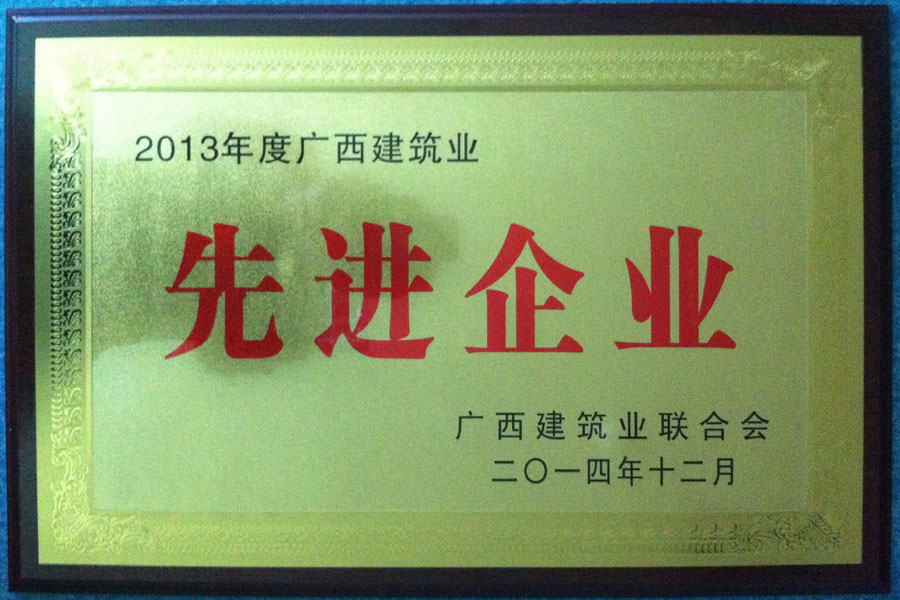 2013年度广西建筑业
先进企业
广西建筑业联合会
二〇一四年十二月